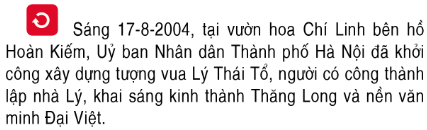 Sáng 17-8-2004, tại vườn hoa Chí Linh bên hồ
Hoàn Kiếm, Uỷ ban Nhân dân Thành phố Hà Nội đã khởi
công xây dựng tượng vua Lý Thái Tổ, người có công thành
lập nhà Lý, khai sáng kinh thành Thăng Long và nền văn
minh Đại Việt.